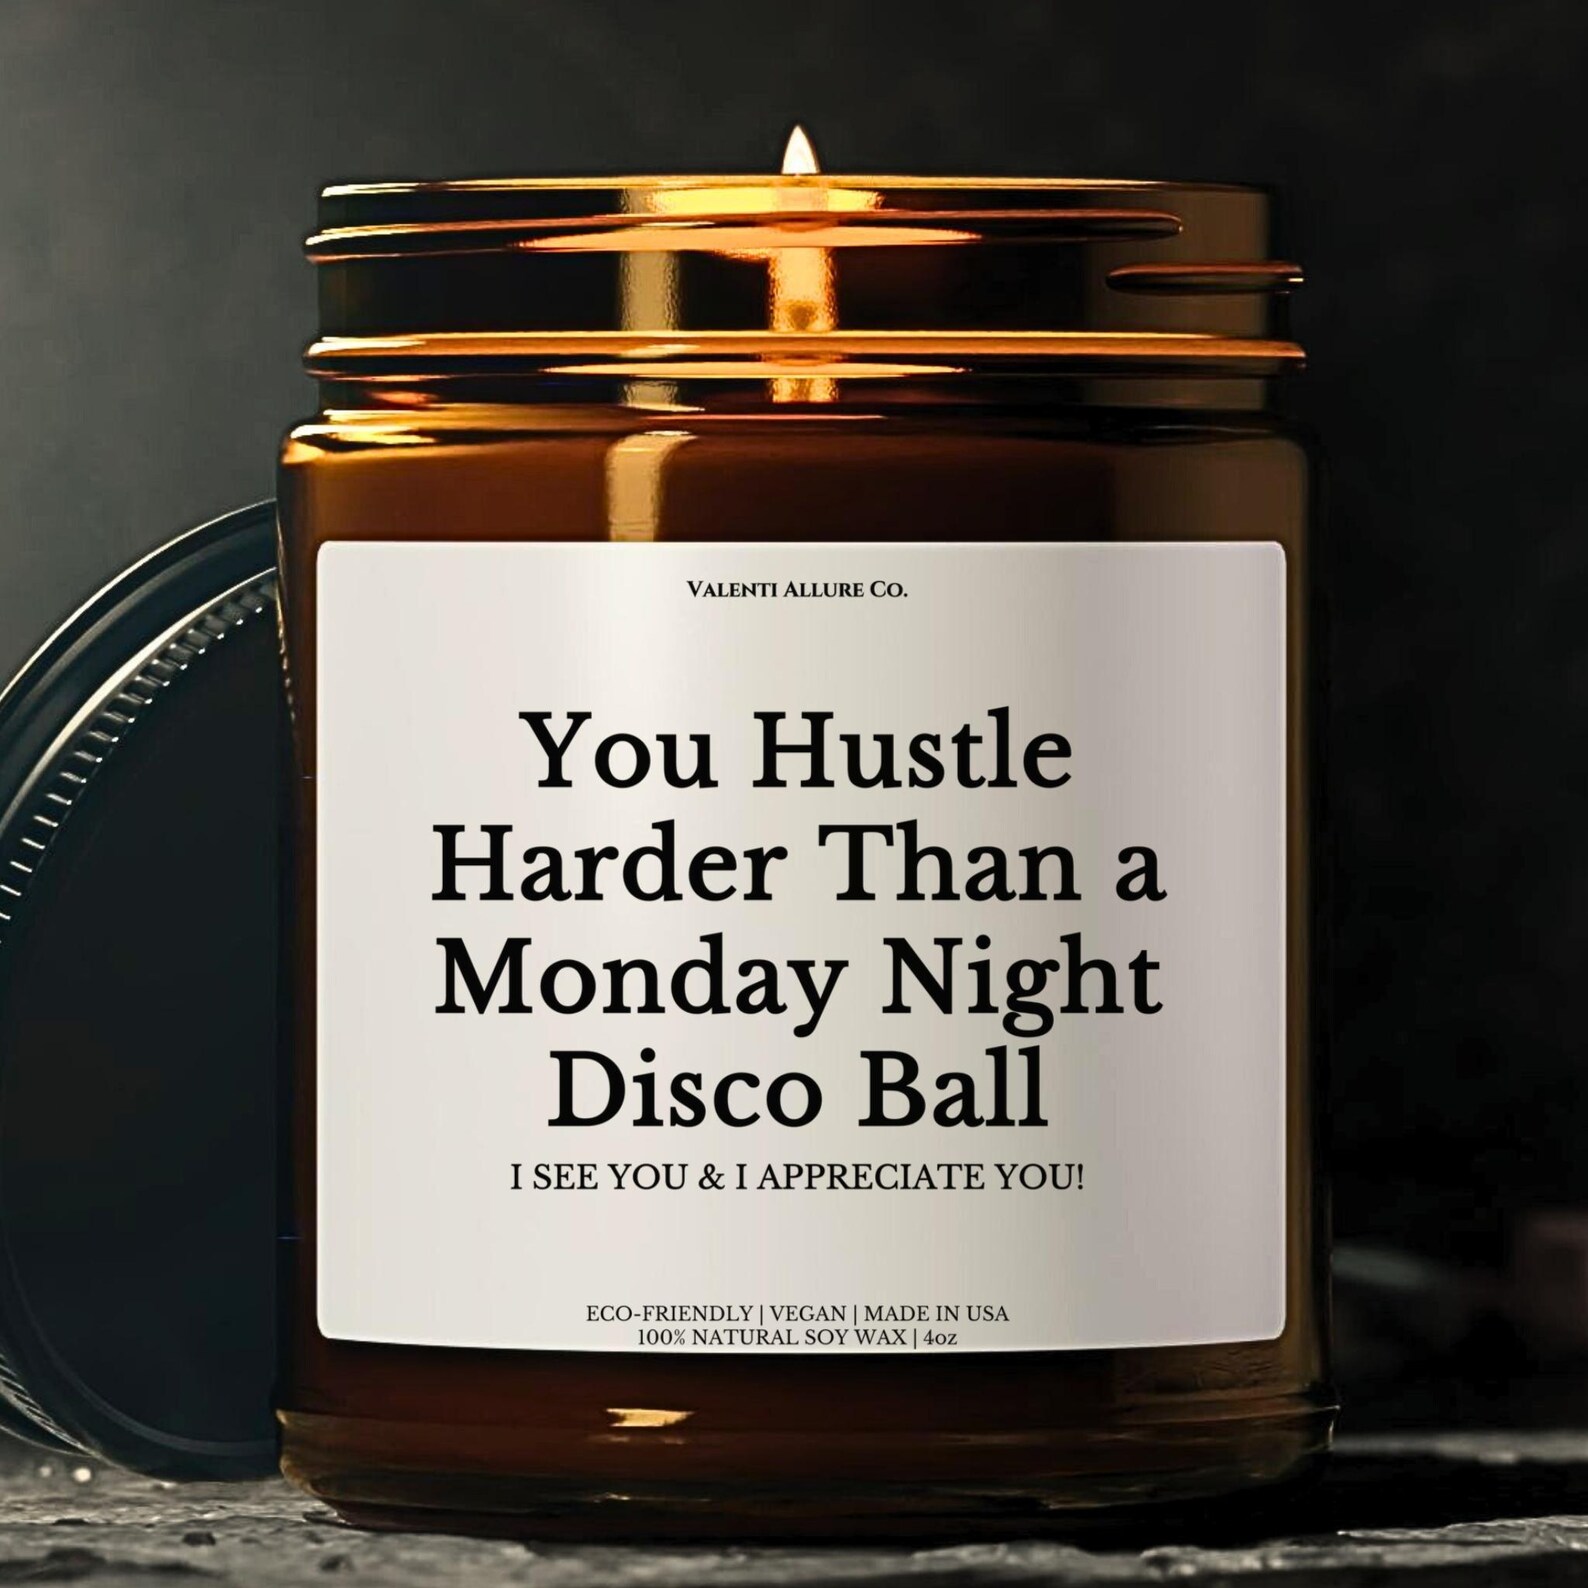 Valenti Allure Co.
You Hustle
Harder Than a
Monday Night
Disco Ball
I SEE YOU & I APPRECIATE YOU!
ECO-FRIENDLY | VEGAN | MADE IN USA
100% NATURAL SOY WAX | 4oz